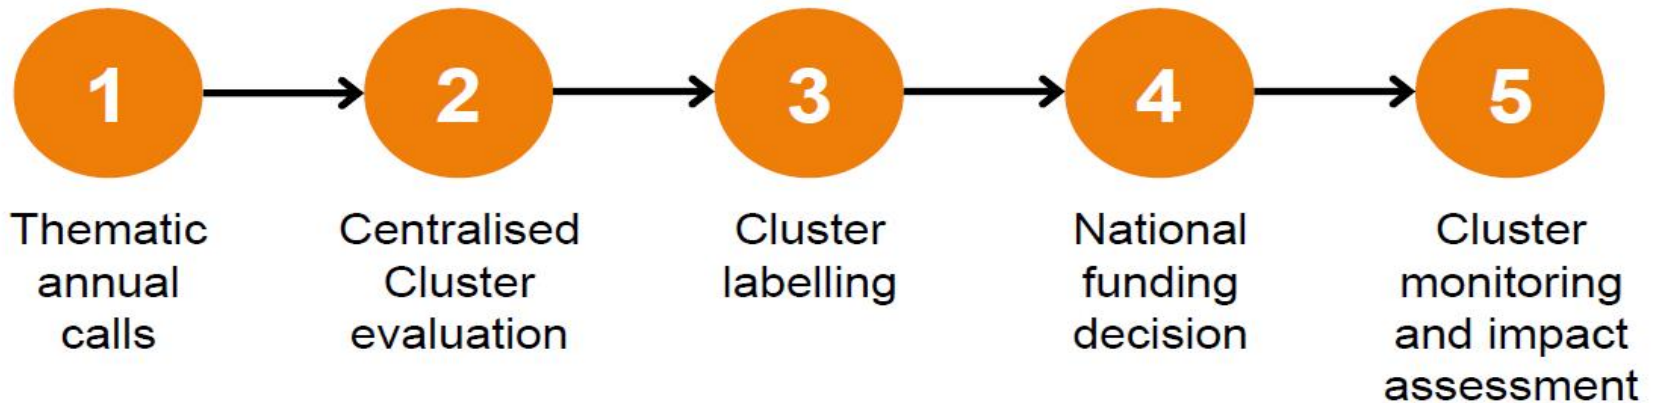 1
Thematic
annual
calls
2
Centralised
Cluster
evaluation
3
Cluster
labelling
4
National
funding
decision
5
Cluster
monitoring
and impact
assessment